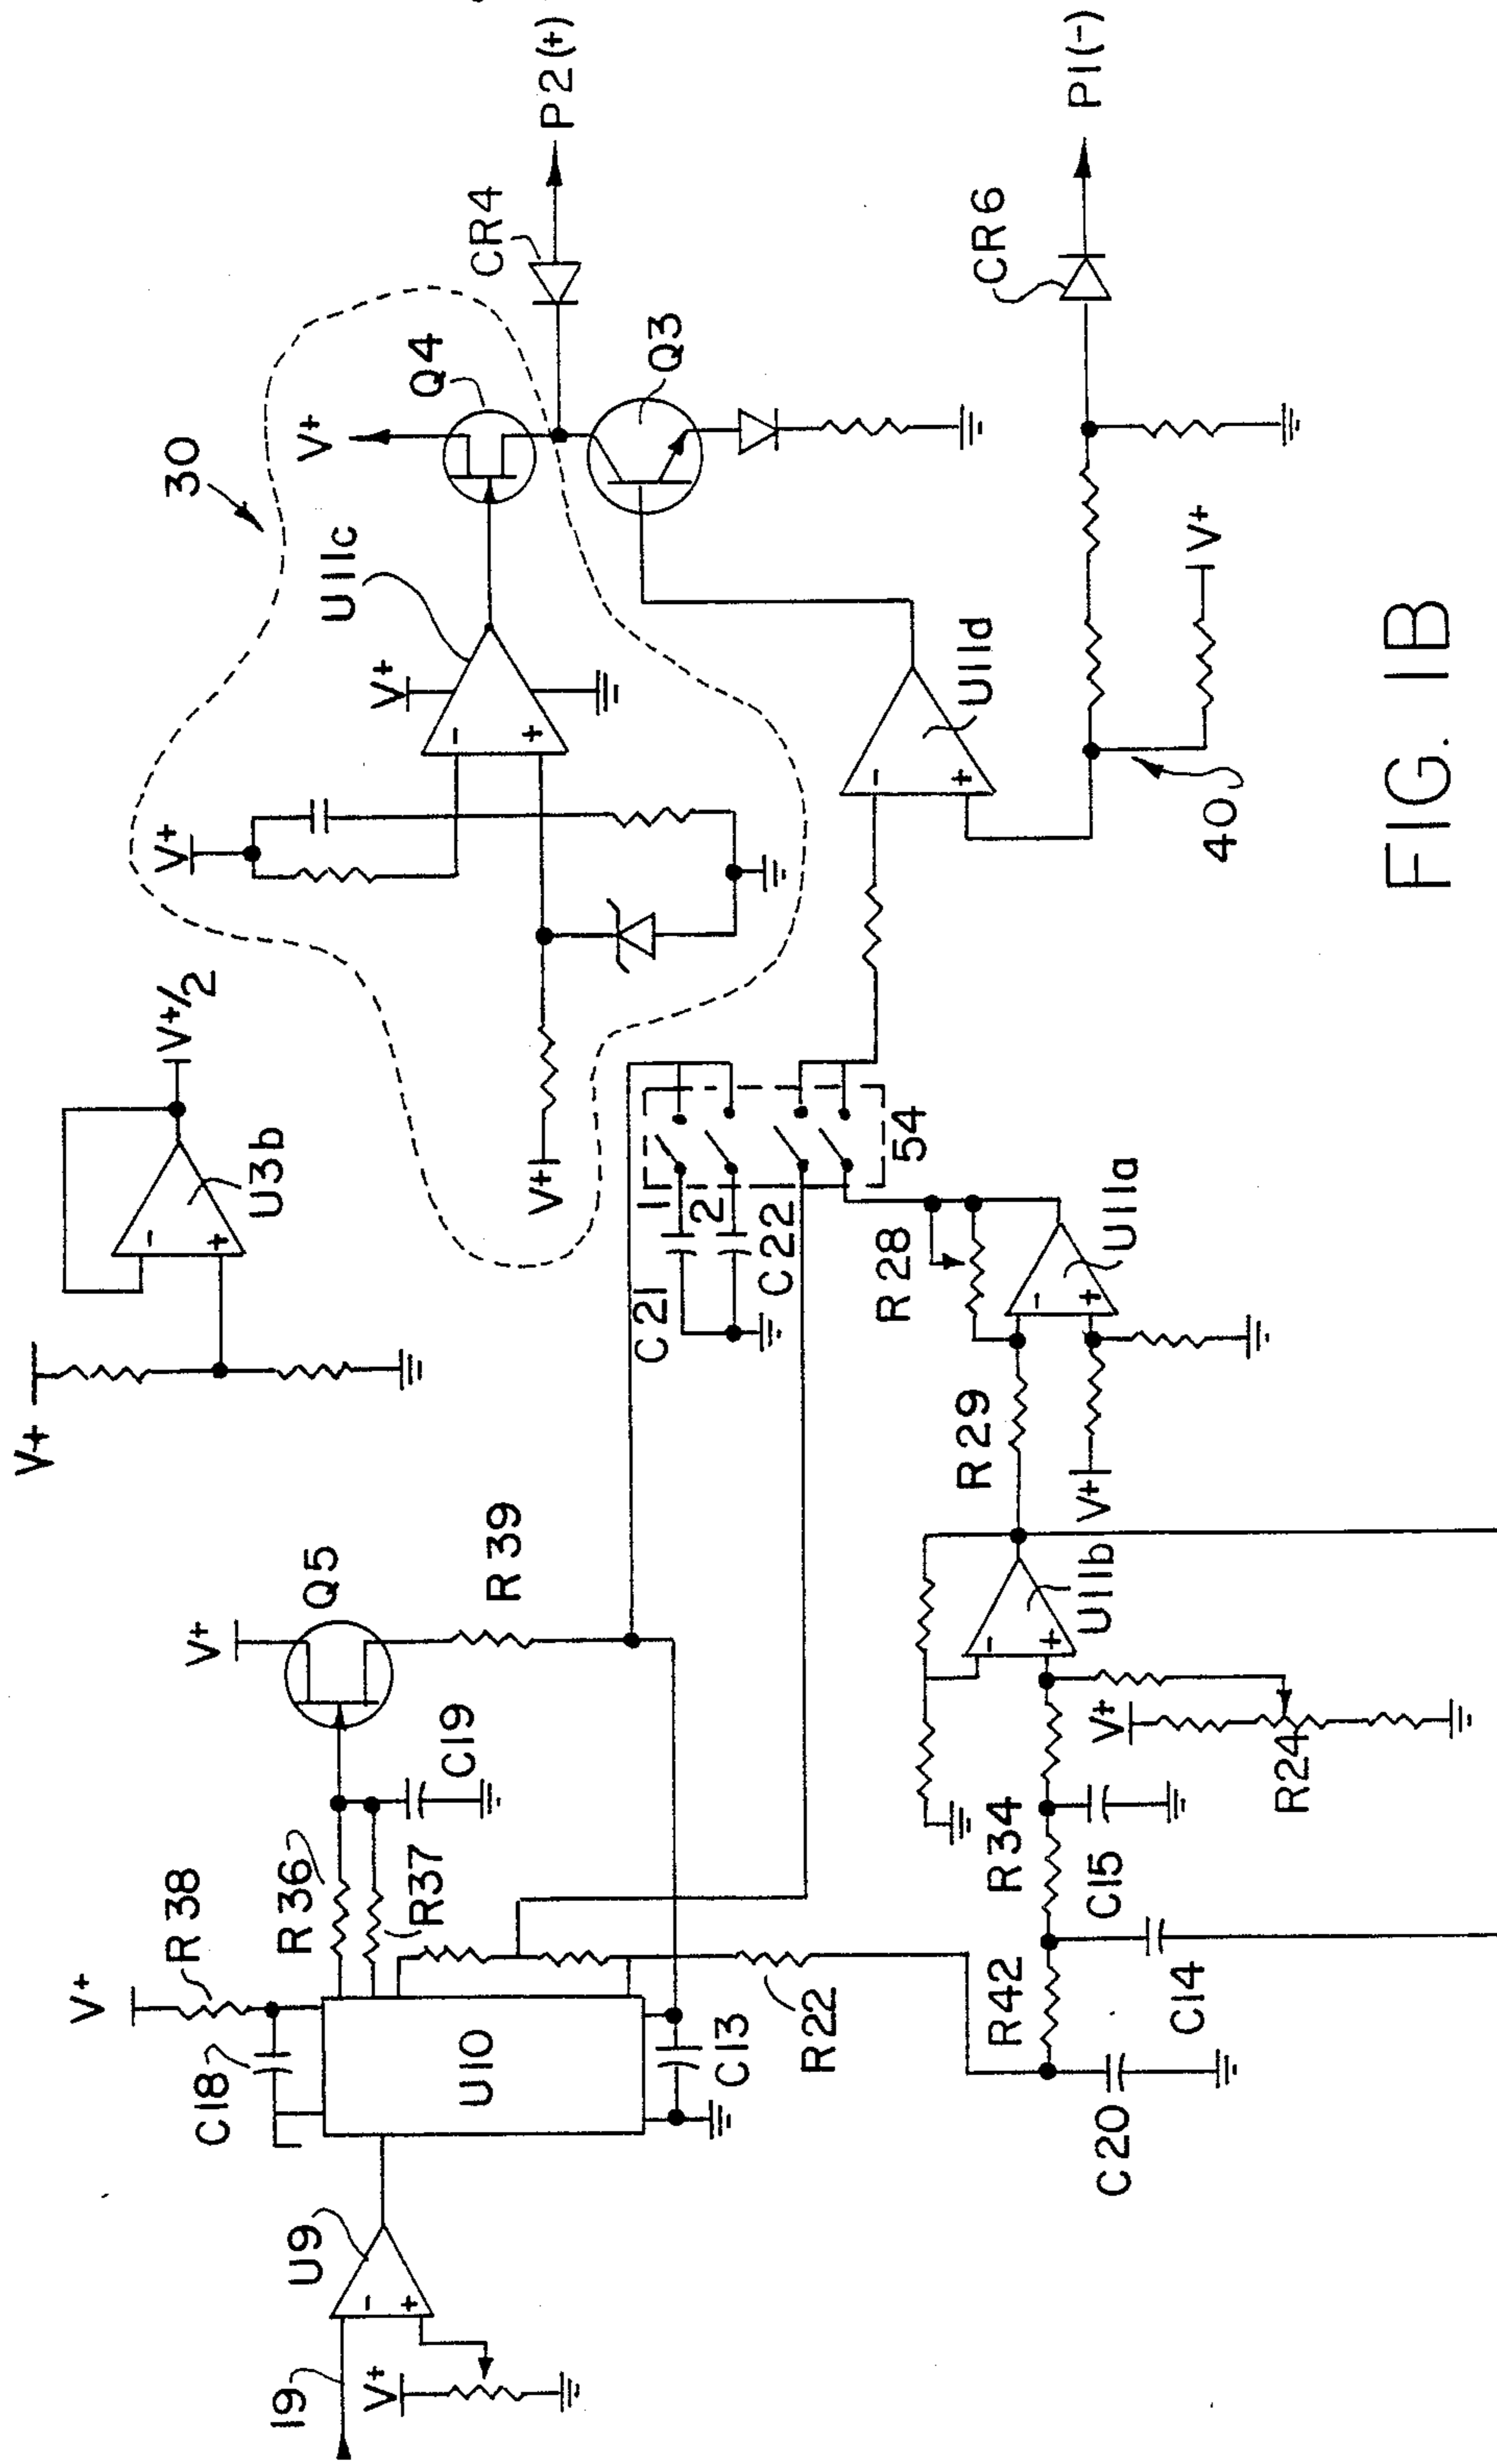 V+
V+/2
U3b
30
V+
V+
U11c
V+
Q4
V+
CR4
P2(+)
Q3
U9
19
V+
V+
R38
C18
U10
R36
R37
C19
V+
Q5
R39
C13
R22
1
2
C21
C22
54
U11d
40
V+
CR6
P1(-)
R42
C20
C14
R34
C15
V+
R24
U11b
R29
V+
R28
U11a
-
+
-
+
-
+
-
+
-
+
-
+
FIG. 1B